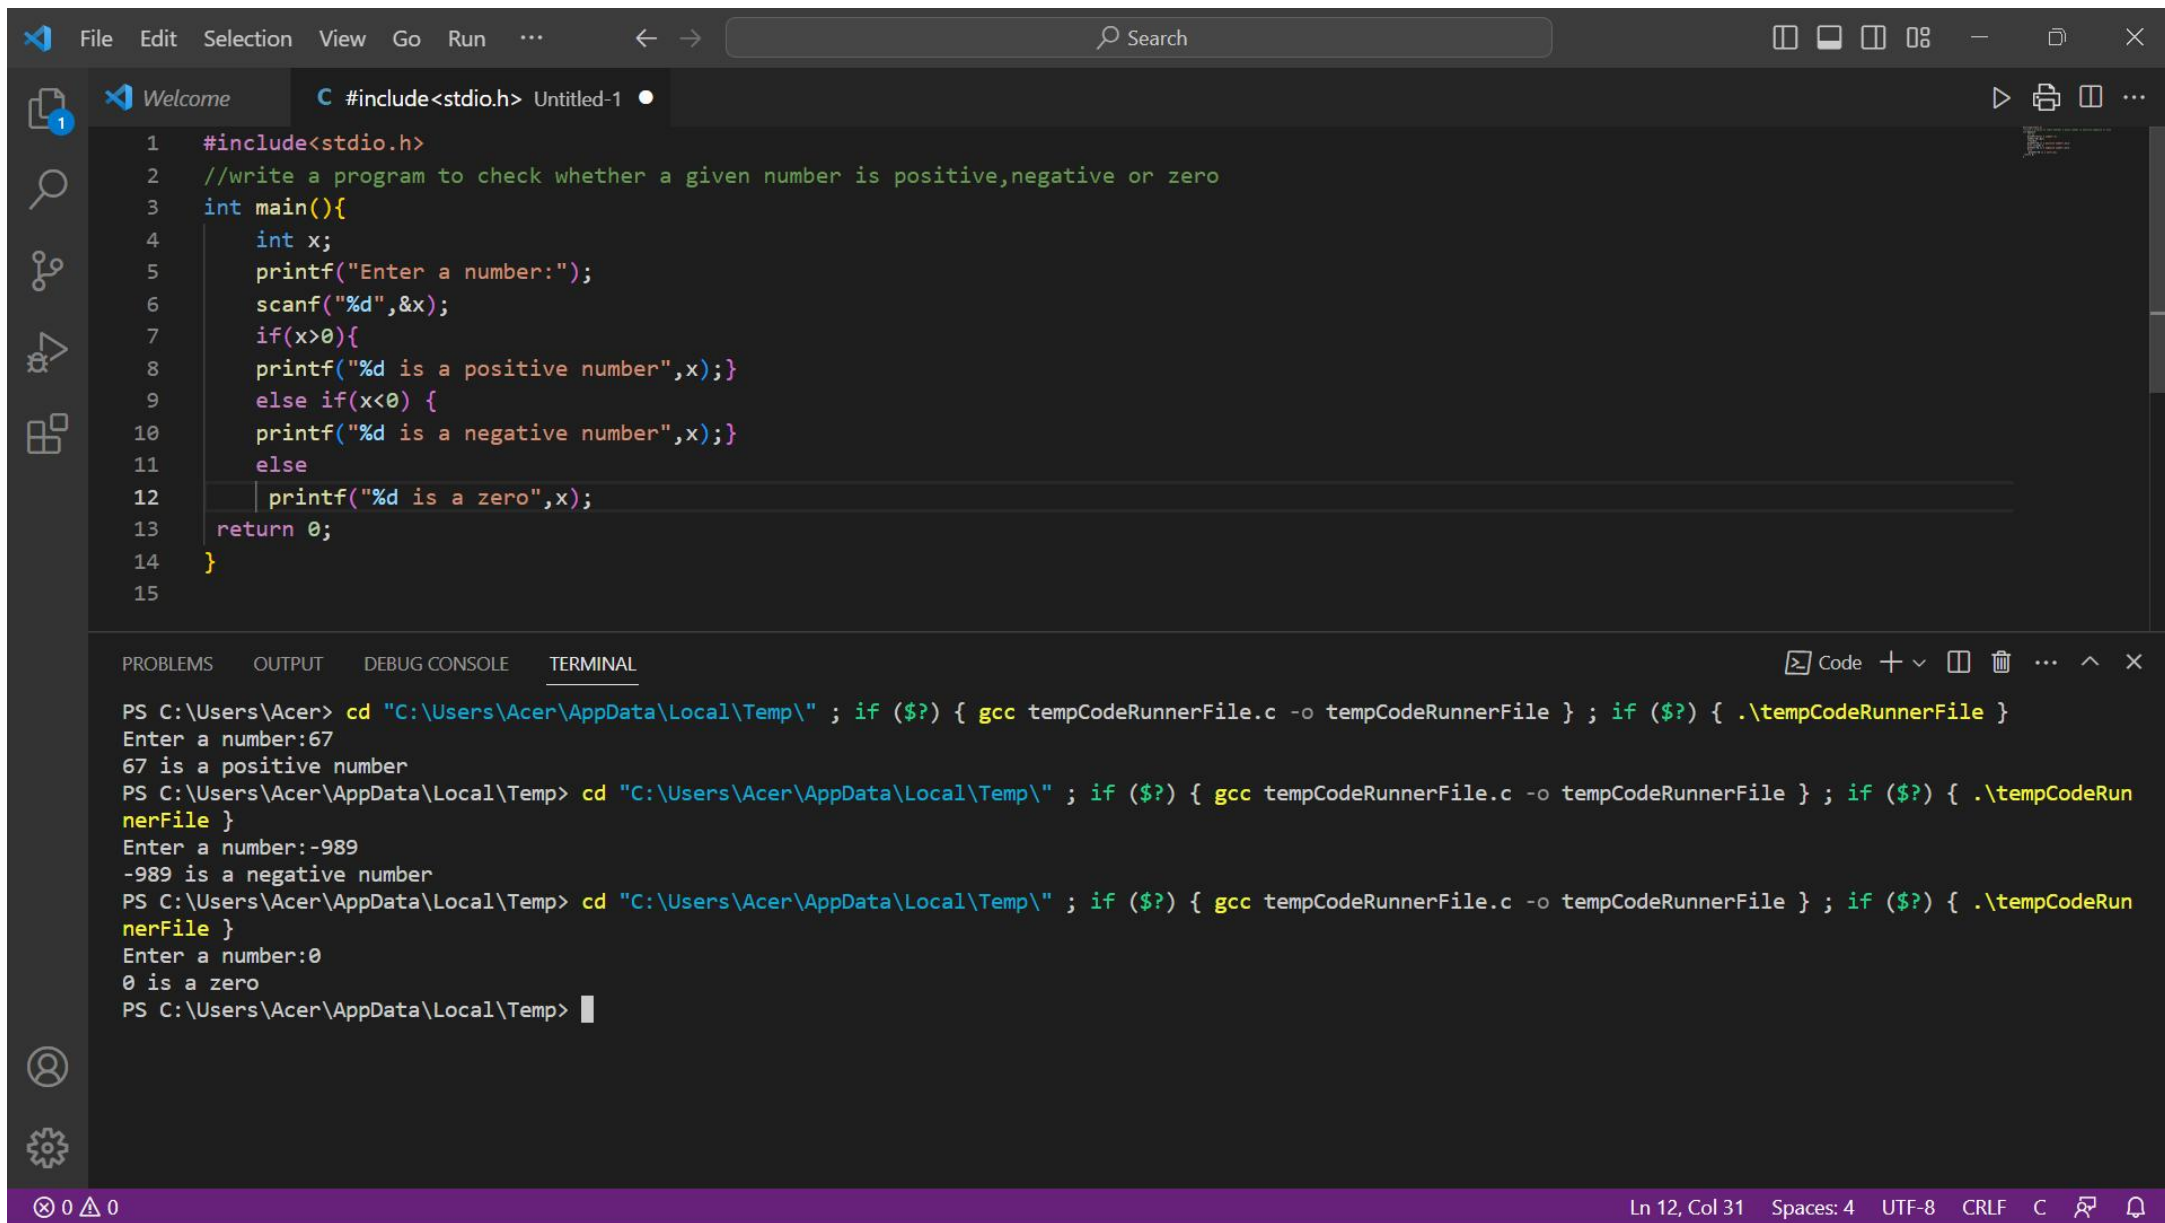 File Edit Selection View Go Run ··· Search
Welcome C #include<stdio.h> Untitled-1
1
1 #include<stdio.h>
2 //write a program to check whether a given number is positive,negative or zero
3 int main(){
4 int x;
5 printf("Enter a number:");
6 scanf("%d",&x);
7 if(x>0){
8 printf("%d is a positive number",x);}
9 else if(x<0) {
10 printf("%d is a negative number",x);}
11 else
12 printf("%d is a zero",x);
13 return 0;
14 }
15
PROBLEMS OUTPUT DEBUG CONSOLE TERMINAL Code
PS C:\Users\Acer> cd "C:\Users\Acer\AppData\Local\Temp\" ; if ($?) { gcc tempCodeRunnerFile.c -o tempCodeRunnerFile } ; if ($?) { .\tempCodeRunnerFile }
Enter a number:67
67 is a positive number
PS C:\Users\Acer\AppData\Local\Temp> cd "C:\Users\Acer\AppData\Local\Temp\" ; if ($?) { gcc tempCodeRunnerFile.c -o tempCodeRunnerFile } ; if ($?) { .\tempCodeRun
nerFile }
Enter a number:-989
-989 is a negative number
PS C:\Users\Acer\AppData\Local\Temp> cd "C:\Users\Acer\AppData\Local\Temp\" ; if ($?) { gcc tempCodeRunnerFile.c -o tempCodeRunnerFile } ; if ($?) { .\tempCodeRun
nerFile }
Enter a number:0
0 is a zero
PS C:\Users\Acer\AppData\Local\Temp>
0 0 Ln 12, Col 31 Spaces: 4 UTF-8 CRLF C